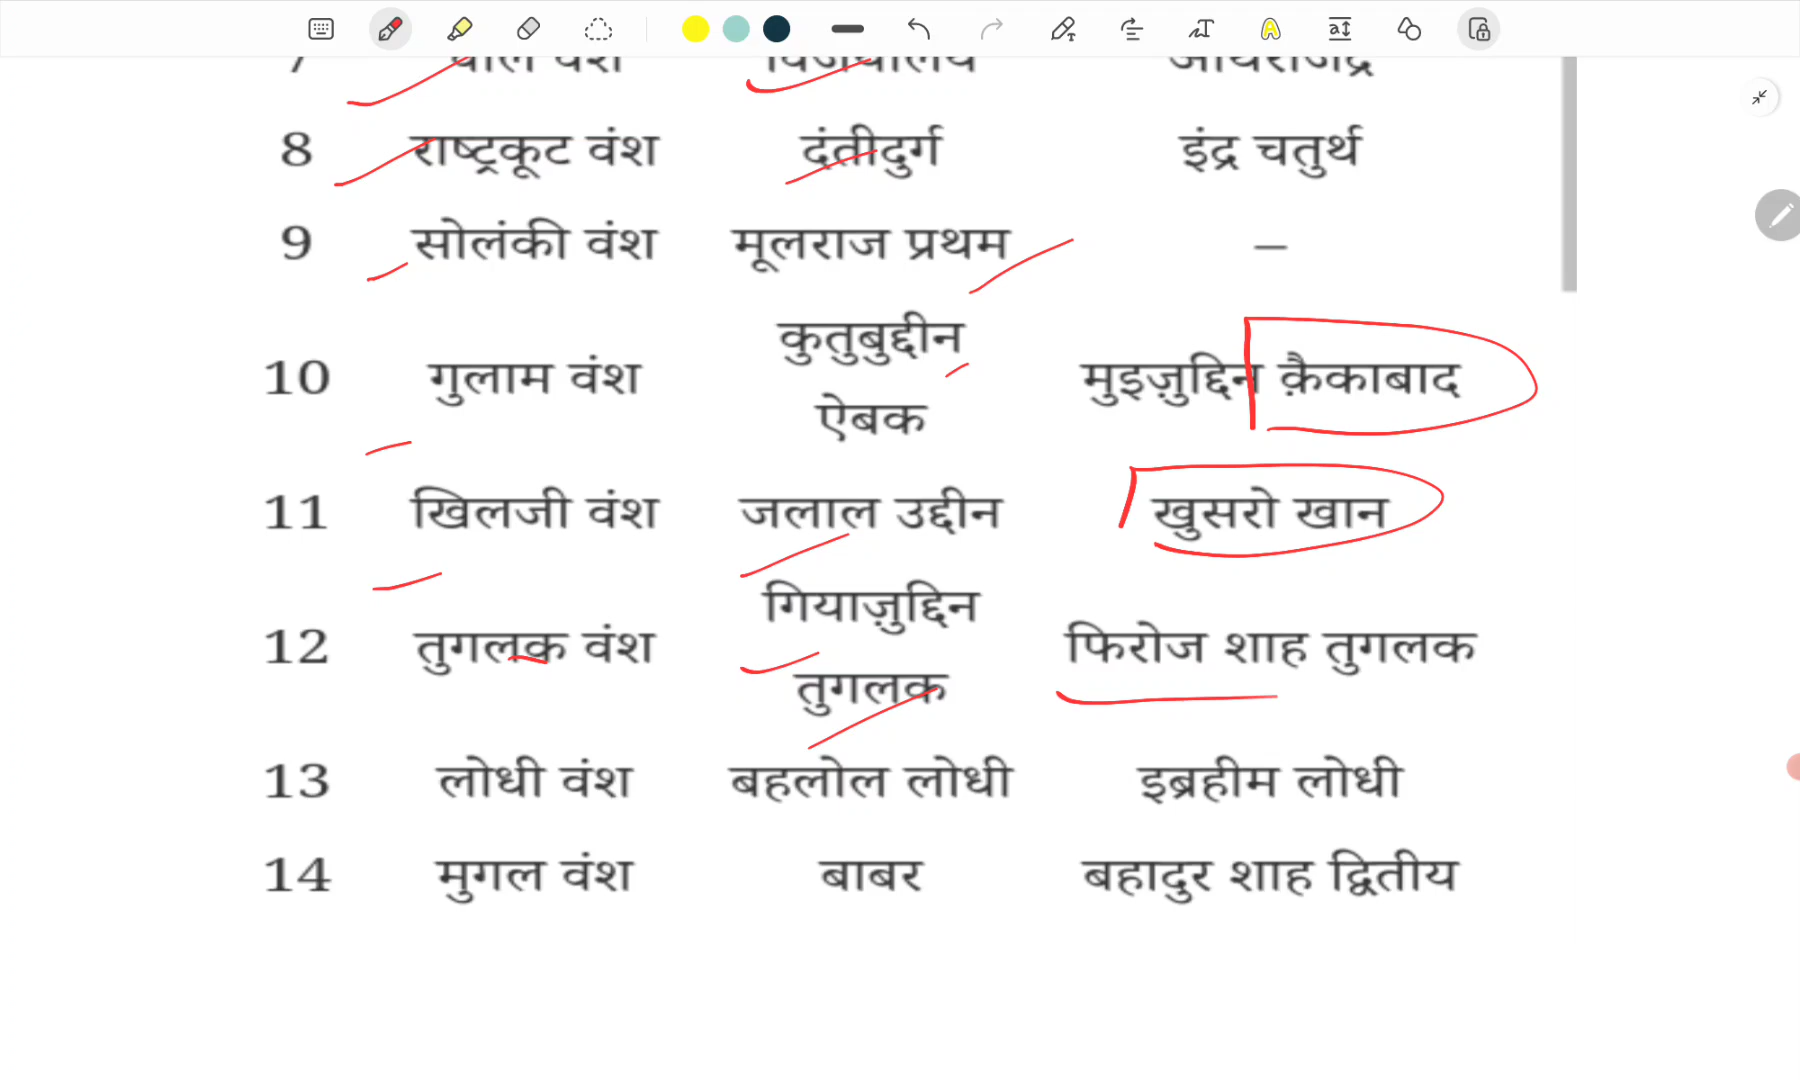 8 राष्ट्रकूट वंश दंतीदुर्ग इंद्र चतुर्थ
9 सोलंकी वंश मूलराज प्रथम –
कुतुबुद्दीन
10 गुलाम वंश मुइज़ुद्दिन क़ैकाबाद
ऐबक
11 खिलजी वंश जलाल उद्दीन खुसरो खान
गियाज़ुद्दिन
12 तुगलक वंश फिरोज शाह तुगलक
तुगलक
13 लोधी वंश बहलोल लोधी इब्रहीम लोधी
14 मुगल वंश बाबर बहादुर शाह द्वितीय